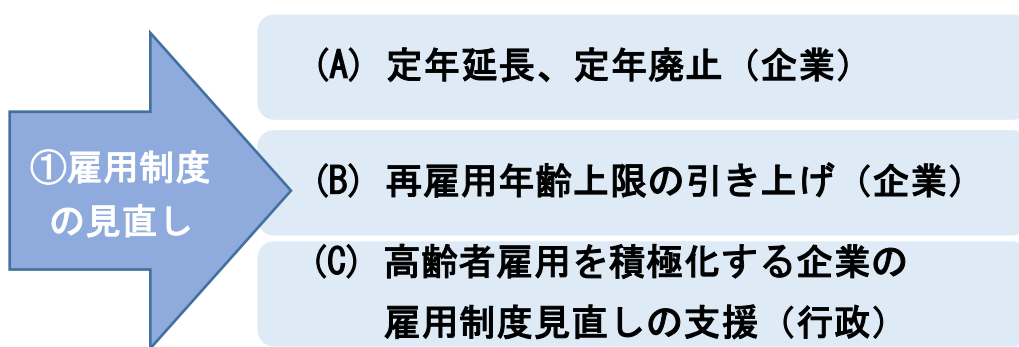 ①雇用制度
の見直し
(A) 定年延長、定年廃止（企業）
(B) 再雇用年齢上限の引き上げ（企業）
(C) 高齢者雇用を積極化する企業の
雇用制度見直しの支援（行政）